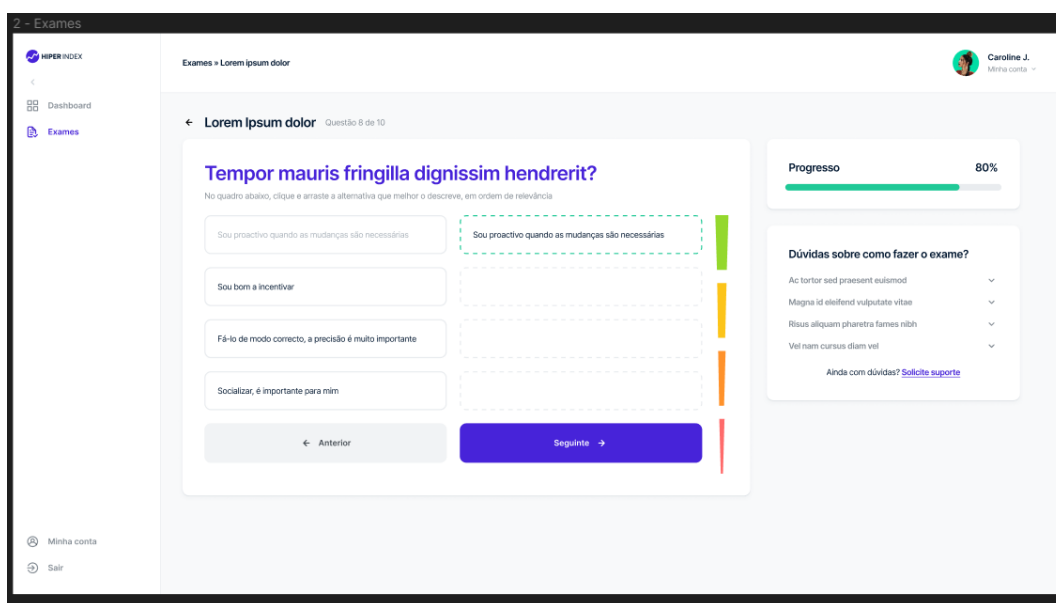 2 - Exames
HIPERINDEX
Dashboard
Exames
Minha conta
Sair
Exames » Lorem ipsum dolor
Caroline J.
Minha conta
Lorem Ipsum dolor Questão 8 de 10
Tempor mauris fringilla dignissim hendrerit?
No quadro abaixo, clique e arraste a alternativa que melhor o descreve, em ordem de relevância
Sou proactivo quando as mudanças são necessárias
Sou proactivo quando as mudanças são necessárias
Sou bom a incentivar
Fá-lo de modo correcto, a precisão é muito importante
Socializar, é importante para mim
Anterior
Seguinte
Progresso 80%
Dúvidas sobre como fazer o exame?
Ac tortor sed praesent euismod
Magna id eleifend vulputate vitae
Risus aliquam pharetra fames nibh
Vel nam cursus diam vel
Ainda com dúvidas? Solicite suporte